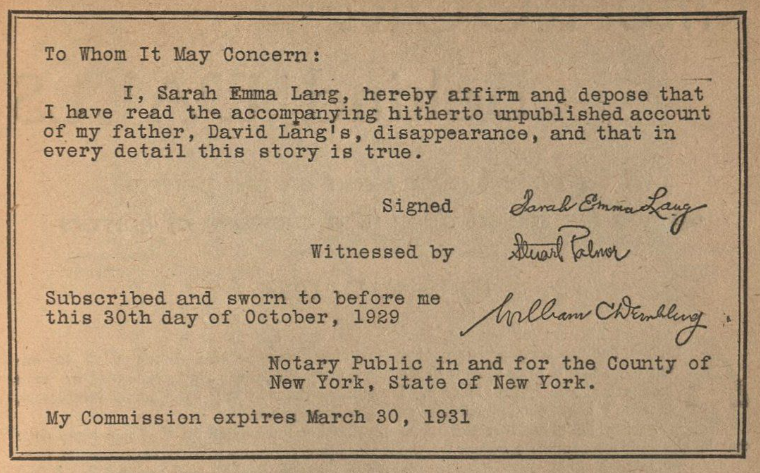 To Whom It May Concern:
I, Sarah Emma Lang, hereby affirm and depose that
I have read the accompanying hitherto unpublished account
of my father, David Lang's, disappearance, and that in
every detail this story is true.
Signed Sarah Emma Lang
Witnessed by Stuart Palmer
Subscribed and sworn to before me
this 30th day of October, 1929 William
Notary Public in and for the County of
New York, State of New York.
My Commission expires March 30, 1931